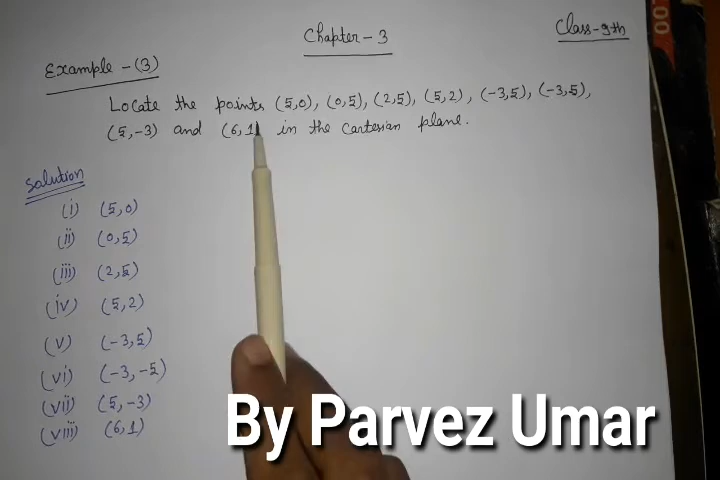 Chapter-3
Class-9th
Example-(3)
Locate the points (5,0), (0,5), (2,5), (5,2), (-3,5), (-3,5),
(5,-3) and (6,1) in the cartesian plane.
Solution
(i) (5,0)
(ii) (0,5)
(iii) (2,5)
(iv) (5,2)
(v) (-3,5)
(vi) (-3,-5)
(vii) (5,-3)
(viii) (6,1)
By Parvez Umar